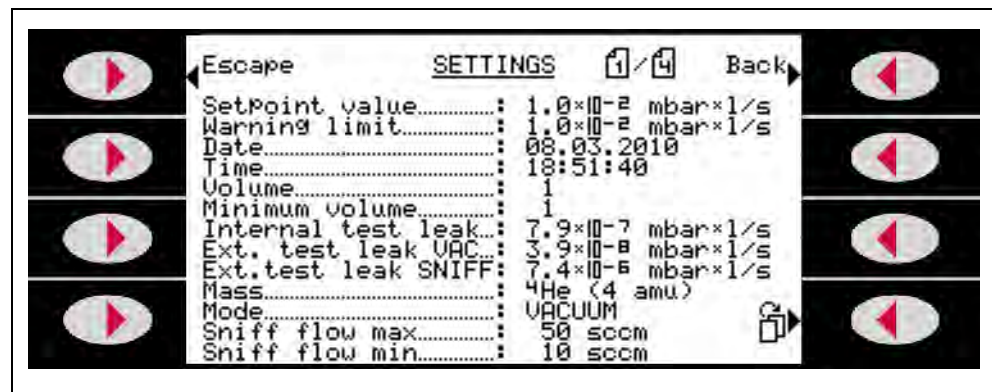 Escape SETTINGS 1/4 Back
Setpoint value: 1.0×10-2 mbar×l/s
Warning limit: 1.0×10-2 mbar×l/s
Date: 08.03.2010
Time: 18:51:40
Volume: 1
Minimum volume: 1
Internal test leak: 7.9×10-7 mbar×l/s
Ext. test leak VAC: 3.9×10-8 mbar×l/s
Ext.test leak SNIFF: 7.4×10-6 mbar×l/s
Mass: 4He (4 amu)
Mode: VACUUM
Sniff flow max: 50 sccm
Sniff flow min: 10 sccm